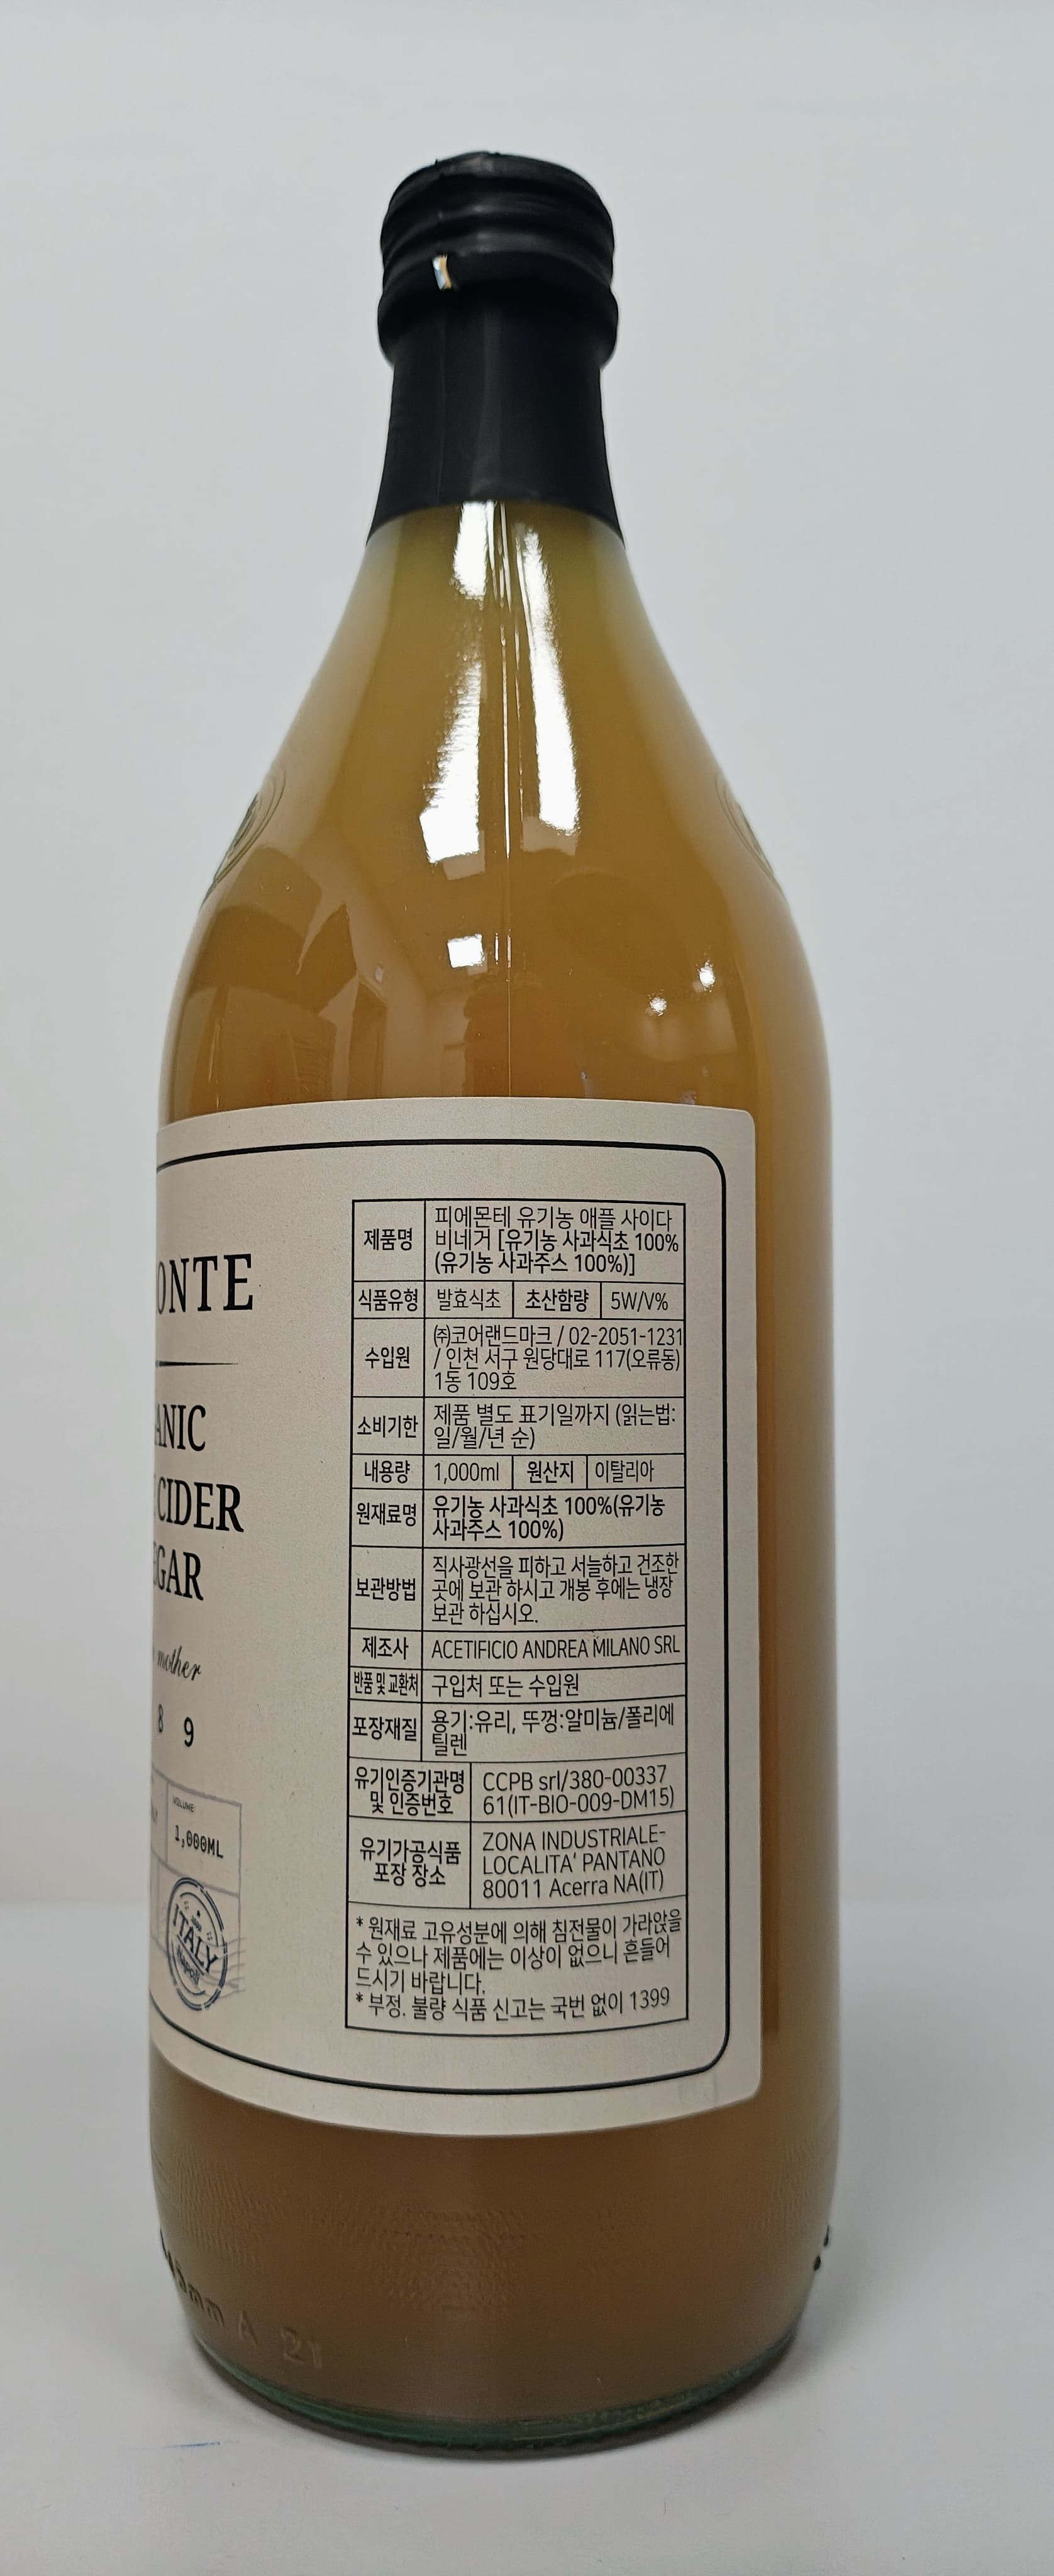 ONTE
ANIC
CIDER
GAR
mother
8 9
VOLUME
1,000ML
ITALY
Napoli
제품명
피에몬테 유기농 애플 사이다
비네거 [유기농 사과식초 100%
(유기농 사과주스 100%)]
식품유형 발효식초 초산함량 5W/V%
수입원
㈜코어랜드마크 / 02-2051-1231
/ 인천 서구 원당대로 117(오류동)
1동 109호
소비기한
제품 별도 표기일까지 (읽는법:
일/월/년 순)
내용량 1,000ml 원산지 이탈리아
원재료명
유기농 사과식초 100%(유기농
사과주스 100%)
보관방법
직사광선을 피하고 서늘하고 건조한
곳에 보관 하시고 개봉 후에는 냉장
보관 하십시오.
제조사 ACETIFICIO ANDREA MILANO SRL
반품 및 교환처 구입처 또는 수입원
포장재질
용기:유리, 뚜껑:알미늄/폴리에
틸렌
유기인증기관명
및 인증번호
CCPB srl/380-00337
61(IT-BIO-009-DM15)
유기가공식품
포장 장소
ZONA INDUSTRIALE-
LOCALITA' PANTANO
80011 Acerra NA(IT)
* 원재료 고유성분에 의해 침전물이 가라앉을
수 있으나 제품에는 이상이 없으니 흔들어
드시기 바랍니다.
* 부정. 불량 식품 신고는 국번 없이 1399
mm A 21